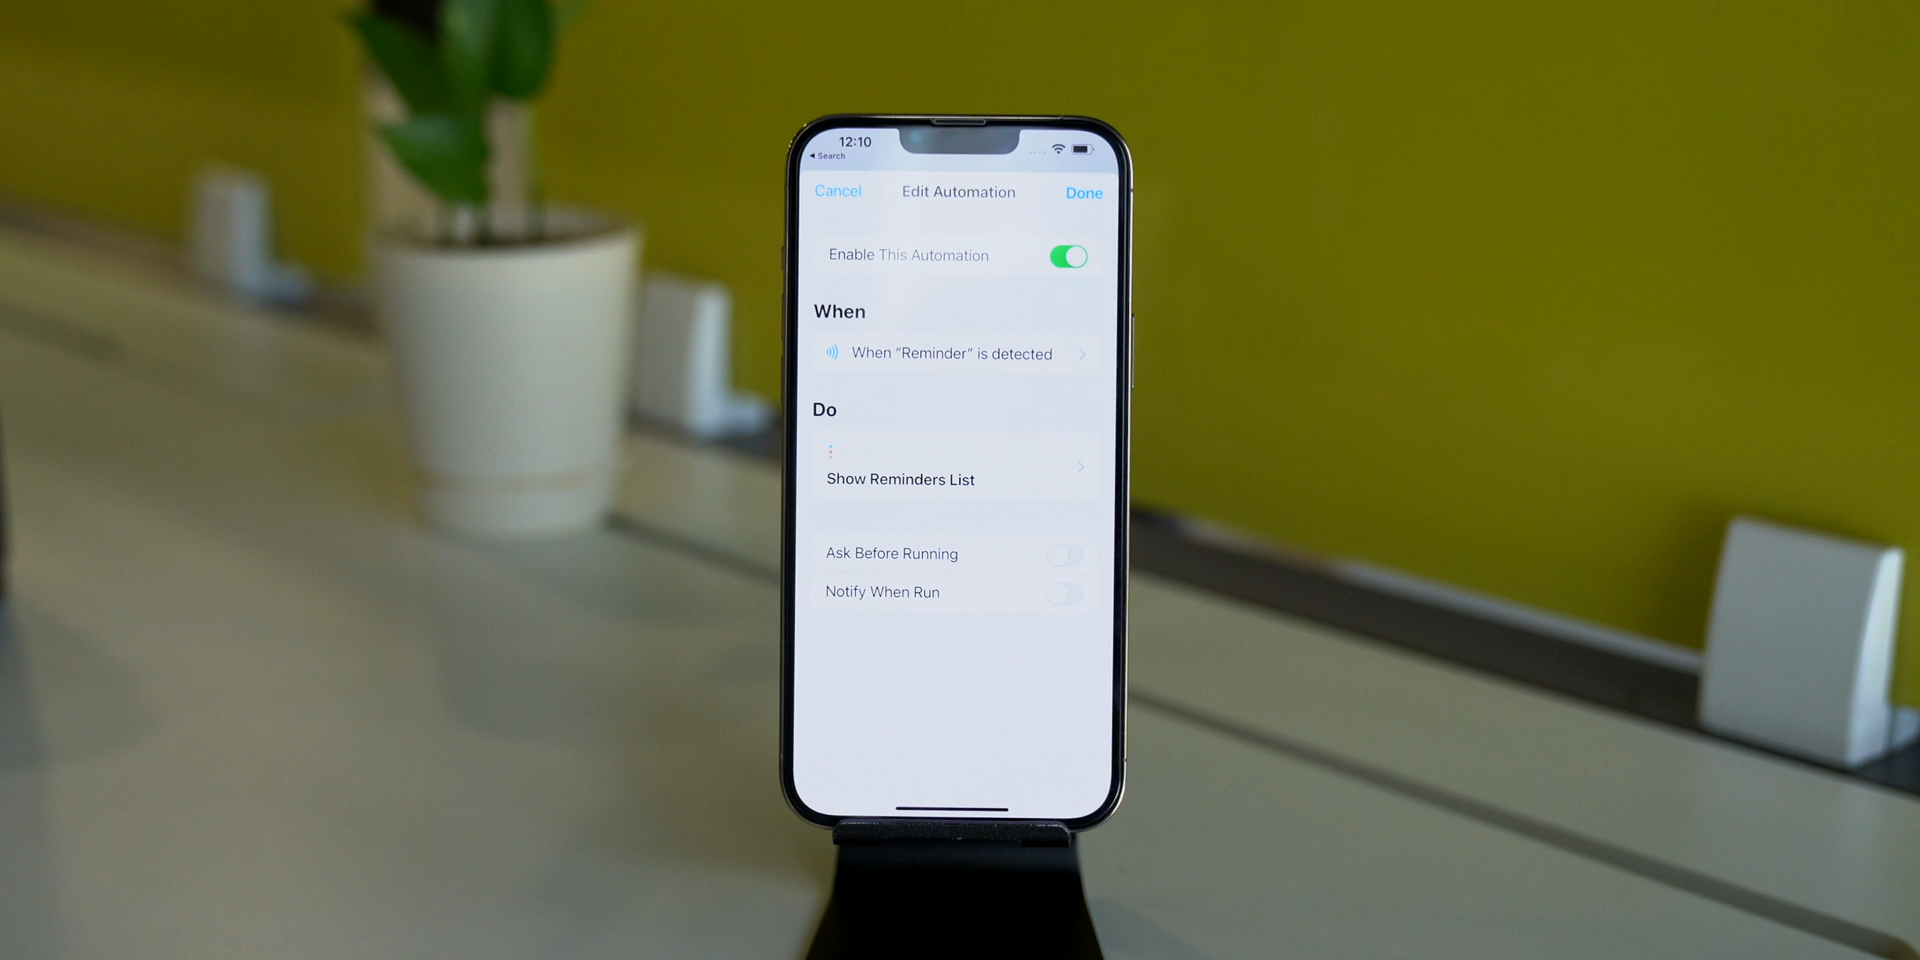 12:10
◀ Search
Cancel Edit Automation Done
Enable This Automation
When
When “Reminder” is detected
Do
Show Reminders List
Ask Before Running
Notify When Run